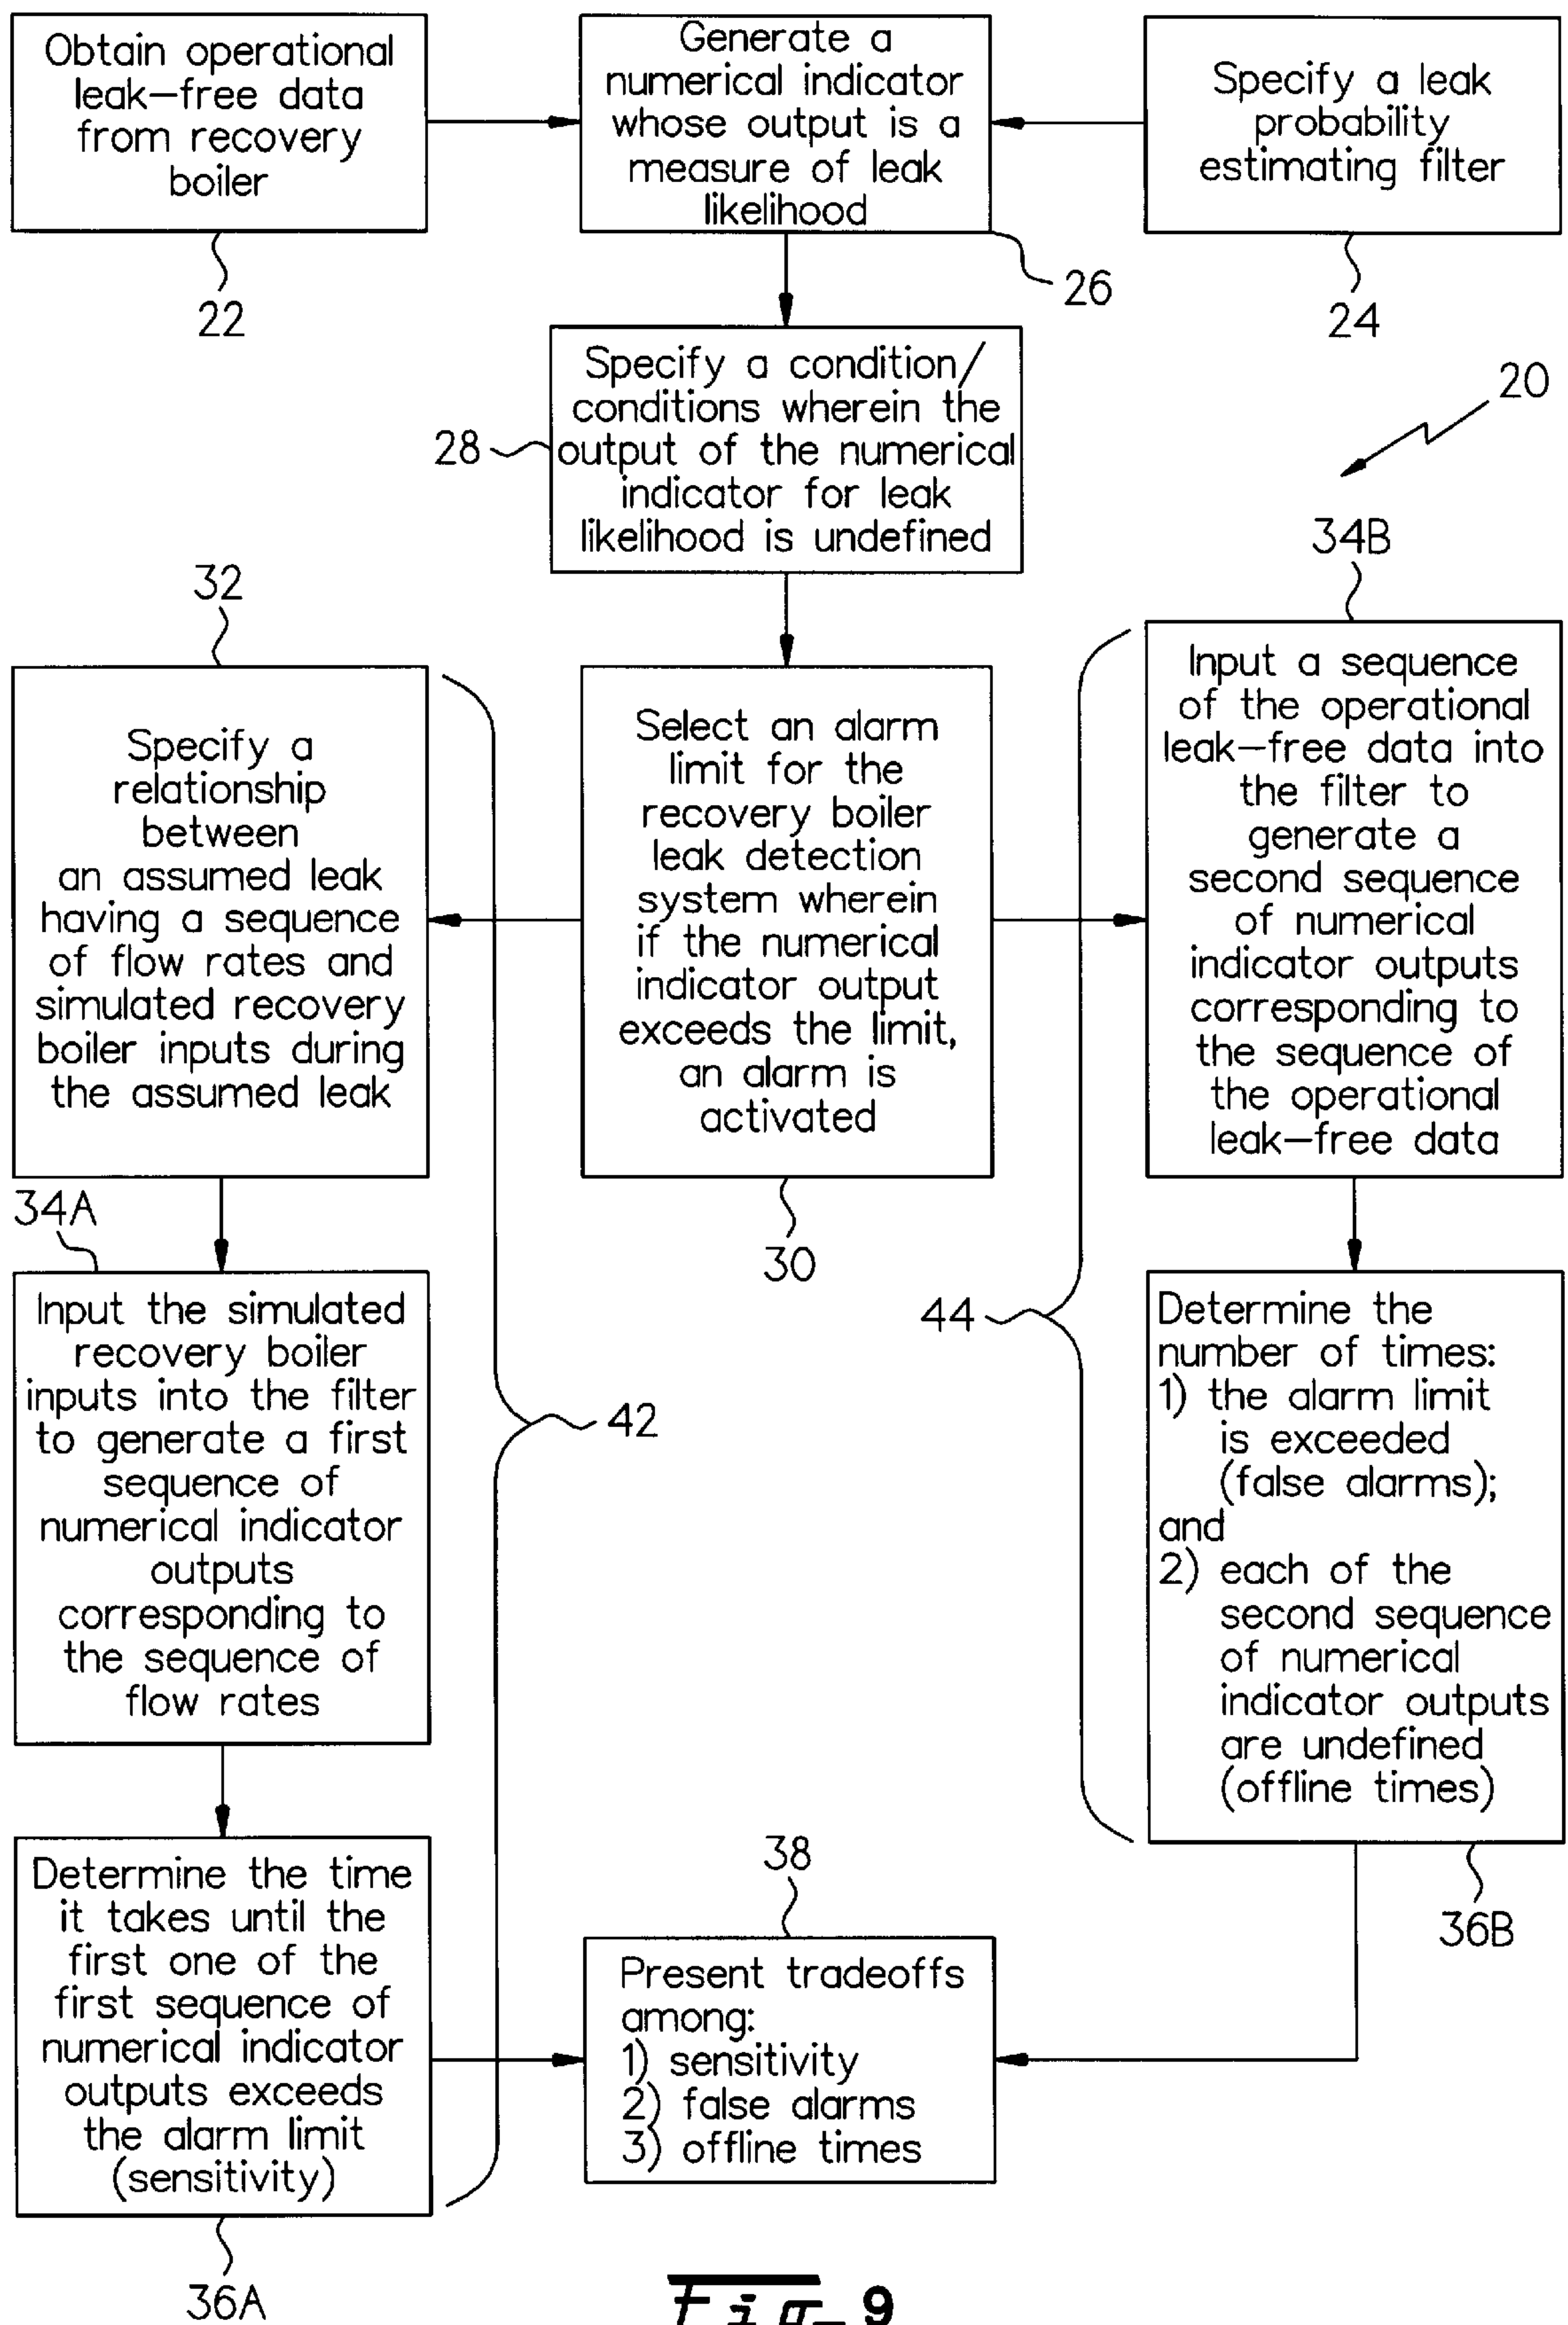 Obtain operational
leak-free data
from recovery
boiler
22
Generate a
numerical indicator
whose output is a
measure of leak
likelihood
26
Specify a leak
probability
estimating filter
24
20
Specify a condition/
conditions wherein the
output of the numerical
indicator for leak
likelihood is undefined
28
32
Specify a
relationship
between
an assumed leak
having a sequence
of flow rates and
simulated recovery
boiler inputs during
the assumed leak
Select an alarm
limit for the
recovery boiler
leak detection
system wherein
if the numerical
indicator output
exceeds the limit,
an alarm is
activated
30
34B
Input a sequence
of the operational
leak-free data into
the filter to
generate a
second sequence
of numerical
indicator outputs
corresponding to
the sequence of
the operational
leak-free data
34A
Input the simulated
recovery boiler
inputs into the filter
to generate a first
sequence of
numerical indicator
outputs
corresponding to
the sequence of
flow rates
42
44
Determine the
number of times:
1) the alarm limit
is exceeded
(false alarms);
and
2) each of the
second sequence
of numerical
indicator outputs
are undefined
(offline times)
36B
Determine the time
it takes until the
first one of the
first sequence of
numerical indicator
outputs exceeds
the alarm limit
(sensitivity)
36A
38
Present tradeoffs
among:
1) sensitivity
2) false alarms
3) offline times
Fig-9